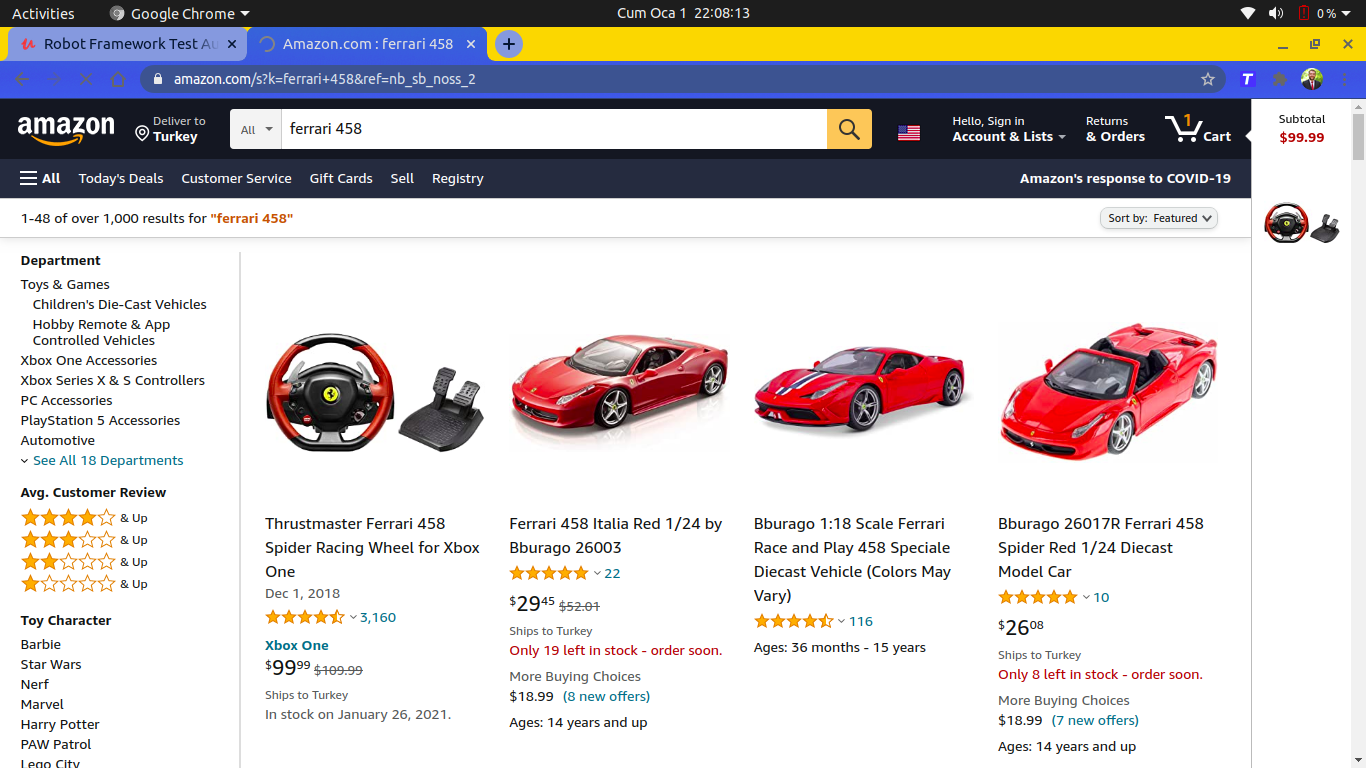 Activities
Google Chrome
Cum Oca 1 22:08:13
0 %
Robot Framework Test Au
Amazon.com : ferrari 458
amazon.com/s?k=ferrari+458&ref=nb_sb_noss_2
T
amazon
Deliver to
Turkey
All
ferrari 458
Hello, Sign in
Account & Lists
Returns
& Orders
1
Cart
Subtotal
$99.99
All
Today's Deals
Customer Service
Gift Cards
Sell
Registry
Amazon's response to COVID-19
1-48 of over 1,000 results for "ferrari 458"
Sort by: Featured
Department
Toys & Games
Children's Die-Cast Vehicles
Hobby Remote & App
Controlled Vehicles
Xbox One Accessories
Xbox Series X & S Controllers
PC Accessories
PlayStation 5 Accessories
Automotive
See All 18 Departments
Avg. Customer Review
& Up
& Up
& Up
& Up
Toy Character
Barbie
Star Wars
Nerf
Marvel
Harry Potter
PAW Patrol
Lego City
Thrustmaster Ferrari 458
Spider Racing Wheel for Xbox
One
Dec 1, 2018
3,160
Xbox One
$99 99 $109.99
Ships to Turkey
In stock on January 26, 2021.
Ferrari 458 Italia Red 1/24 by
Bburago 26003
22
$29 45 $52.01
Ships to Turkey
Only 19 left in stock - order soon.
More Buying Choices
$18.99 (8 new offers)
Ages: 14 years and up
Bburago 1:18 Scale Ferrari
Race and Play 458 Speciale
Diecast Vehicle (Colors May
Vary)
116
Ages: 36 months - 15 years
Bburago 26017R Ferrari 458
Spider Red 1/24 Diecast
Model Car
10
$26 08
Ships to Turkey
Only 8 left in stock - order soon.
More Buying Choices
$18.99 (7 new offers)
Ages: 14 years and up